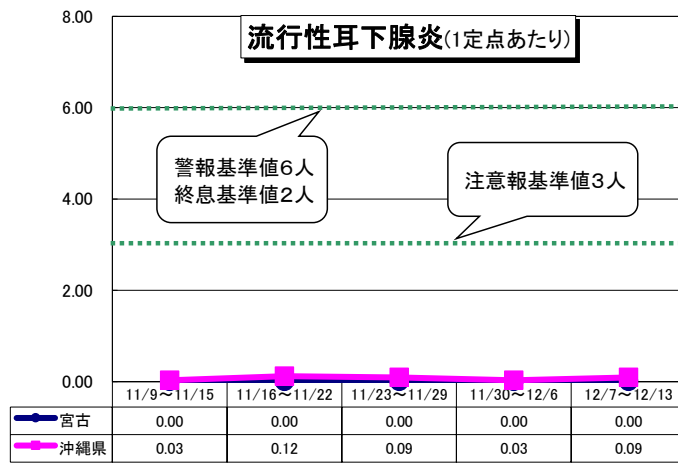 流行性耳下腺炎(1定点あたり)
8.00
6.00
警報基準値6人
終息基準値2人
注意報基準値3人
4.00
2.00
0.00
11/9～11/15 11/16～11/22 11/23～11/29 11/30～12/6 12/7～12/13
宮古 0.00 0.00 0.00 0.00 0.00
沖縄県 0.03 0.12 0.09 0.03 0.09